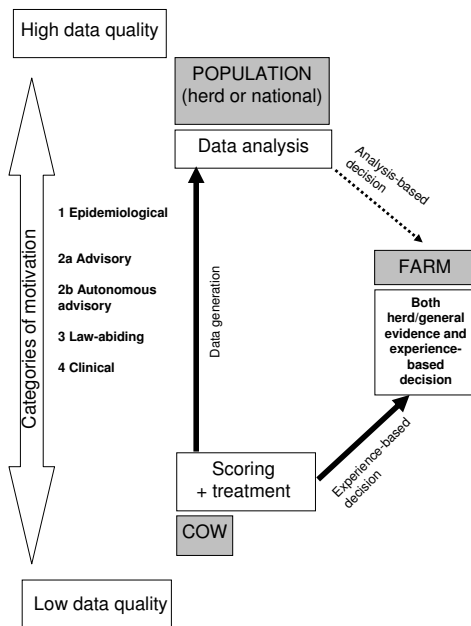 High data quality
POPULATION
(herd or national)
Data analysis
Analysis-based
decision
Categories of motivation
1 Epidemiological
2a Advisory
2b Autonomous
advisory
3 Law-abiding
4 Clinical
Data generation
FARM
Both
herd/general
evidence and
experience-
based
decision
Scoring
+ treatment
Experience-based
decision
COW
Low data quality